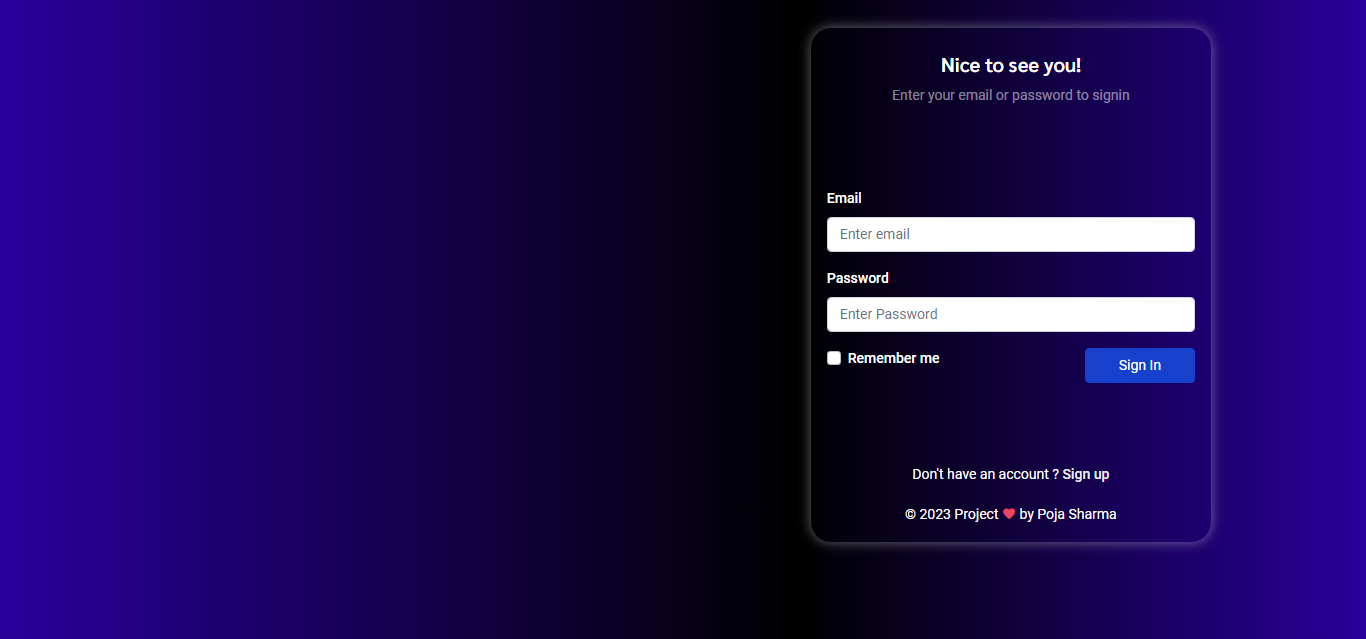 Nice to see you!
Enter your email or password to signin
Email
Enter email
Password
Enter Password
Remember me
Sign In
Don't have an account ? Sign up
© 2023 Project ❤ by Poja Sharma